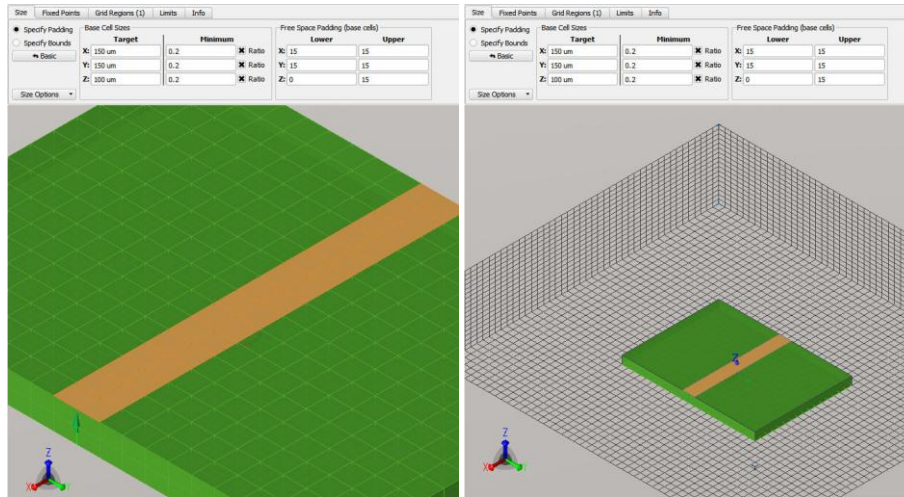 Size Fixed Points Grid Regions (1) Limits Info
Specify Padding
Specify Bounds
Basic
Size Options
Base Cell Sizes
Target Minimum
X: 150 um 0.2 Ratio
Y: 150 um 0.2 Ratio
Z: 100 um 0.2 Ratio
Free Space Padding (base cells)
Lower Upper
X: 15 15
Y: 15 15
Z: 0 15
Z
X
Y
Size Fixed Points Grid Regions (1) Limits Info
Specify Padding
Specify Bounds
Basic
Size Options
Base Cell Sizes
Target Minimum
X: 150 um 0.2 Ratio
Y: 150 um 0.2 Ratio
Z: 100 um 0.2 Ratio
Free Space Padding (base cells)
Lower Upper
X: 15 15
Y: 15 15
Z: 0 15
Z
Z
X
Y